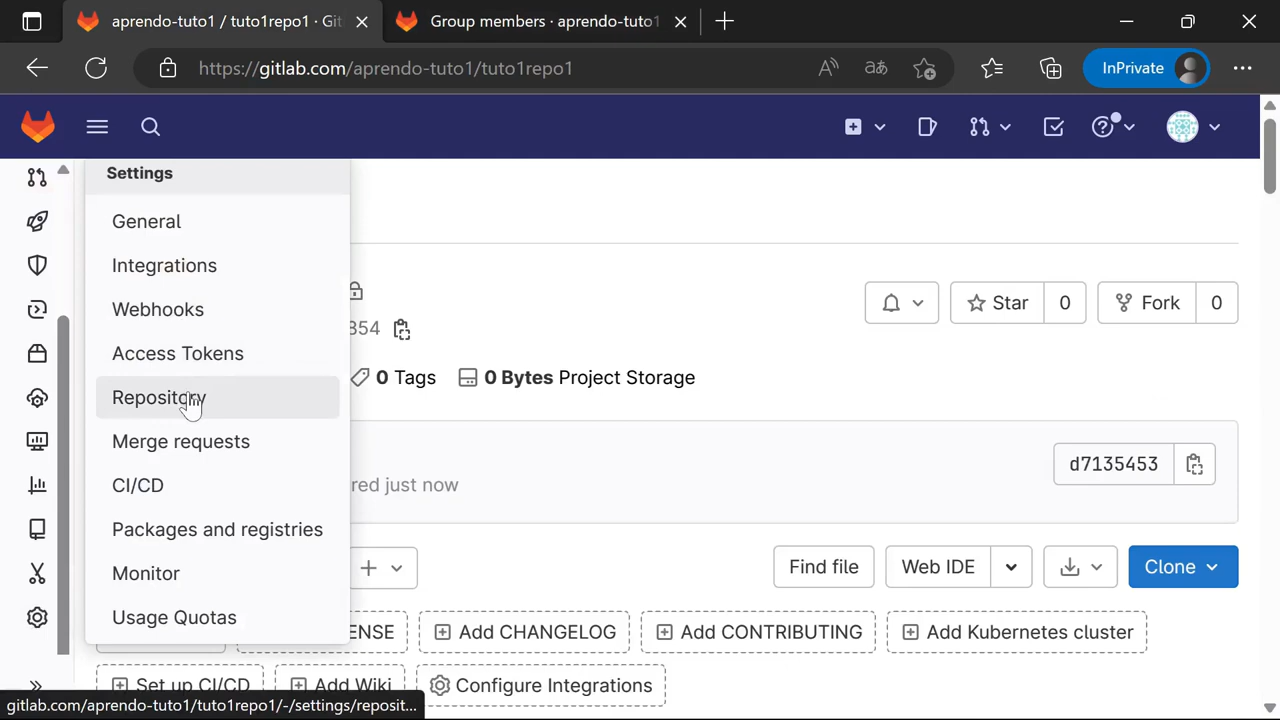 aprendo-tuto1 / tuto1repo1 · Git
Group members · aprendo-tuto1
https://gitlab.com/aprendo-tuto1/tuto1repo1
InPrivate
Settings
General
Integrations
Webhooks
Access Tokens
Repository
Merge requests
CI/CD
Packages and registries
Monitor
Usage Quotas
Star 0
Fork 0
854
0 Tags
0 Bytes Project Storage
d7135453
red just now
Find file
Web IDE
Clone
ENSE
Add CHANGELOG
Add CONTRIBUTING
Add Kubernetes cluster
Set up CI/CD
Add Wiki
Configure Integrations
gitlab.com/aprendo-tuto1/tuto1repo1/-/settings/reposit...